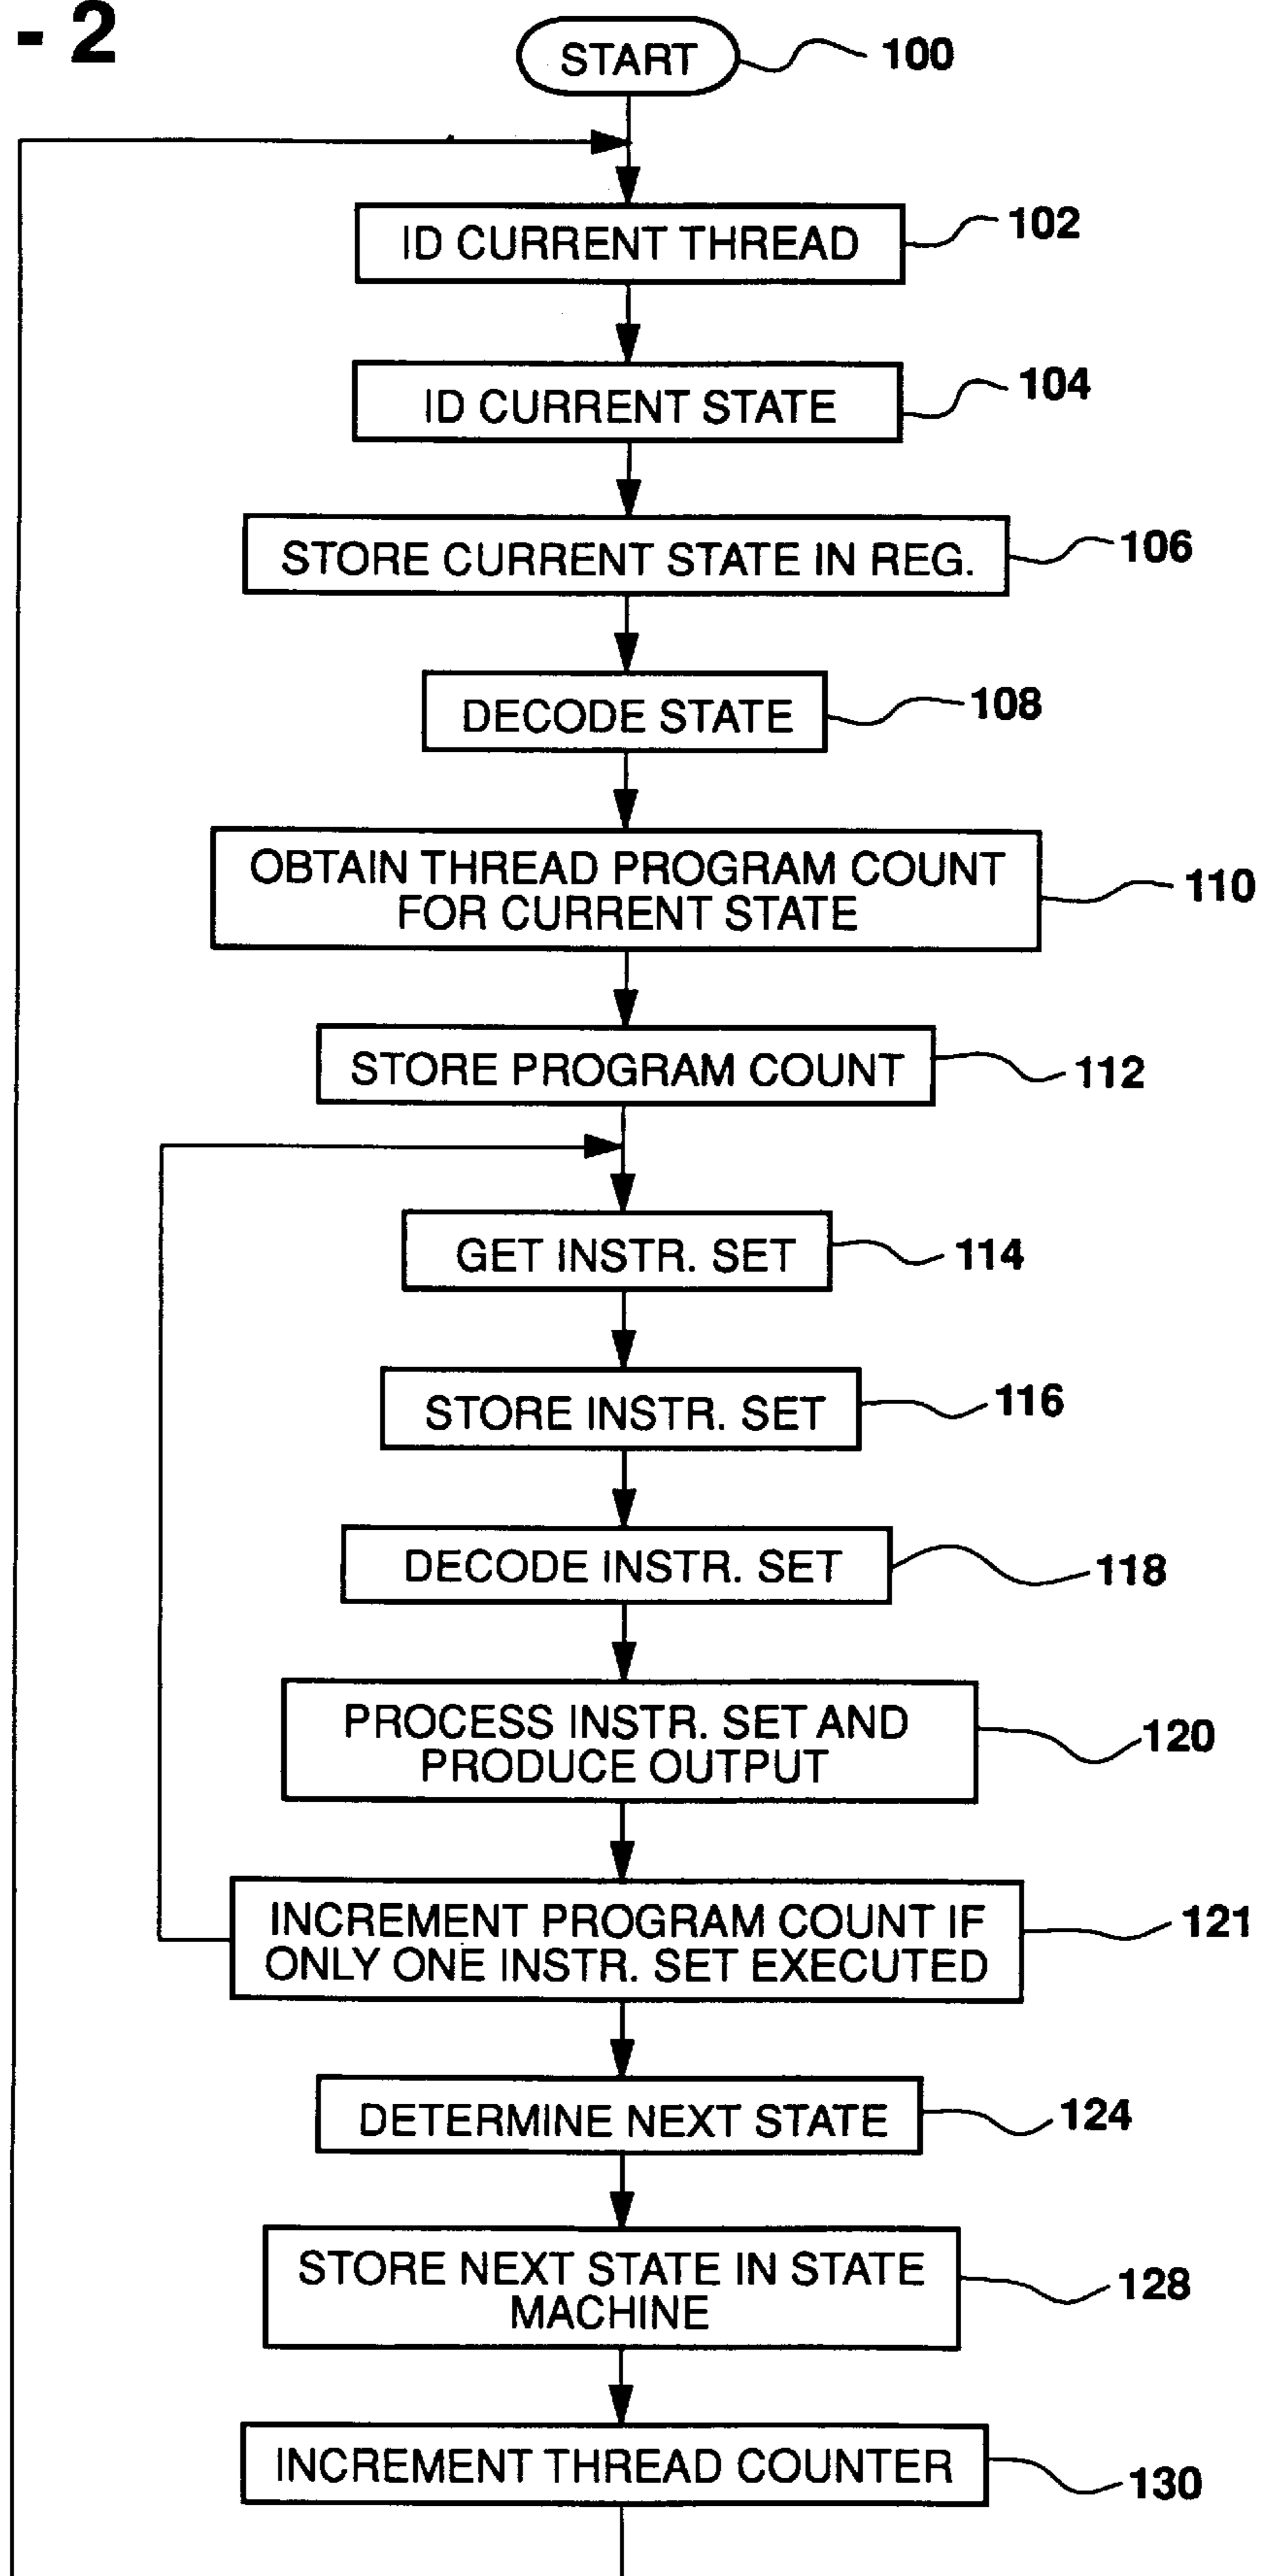 - 2
START
100
ID CURRENT THREAD
102
ID CURRENT STATE
104
STORE CURRENT STATE IN REG.
106
DECODE STATE
108
OBTAIN THREAD PROGRAM COUNT
FOR CURRENT STATE
110
STORE PROGRAM COUNT
112
GET INSTR. SET
114
STORE INSTR. SET
116
DECODE INSTR. SET
118
PROCESS INSTR. SET AND
PRODUCE OUTPUT
120
INCREMENT PROGRAM COUNT IF
ONLY ONE INSTR. SET EXECUTED
121
DETERMINE NEXT STATE
124
STORE NEXT STATE IN STATE
MACHINE
128
INCREMENT THREAD COUNTER
130